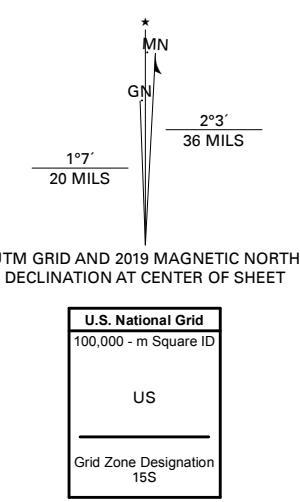 MN
GN
2°3´
36 MILS
1°7´
20 MILS
UTM GRID AND 2019 MAGNETIC NORTH
DECLINATION AT CENTER OF SHEET
U.S. National Grid
100,000 - m Square ID
US
Grid Zone Designation
15S